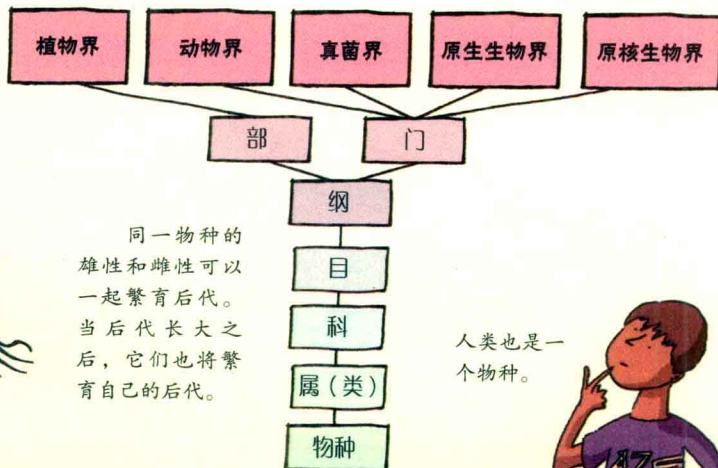 植物界 动物界 真菌界 原生生物界 原核生物界
部 门
纲
目
科
属(类)
物种
同一物种的
雄性和雌性可以
一起繁育后代。
当后代长大之
后,它们也将繁
育自己的后代。
人类也是一
个物种。